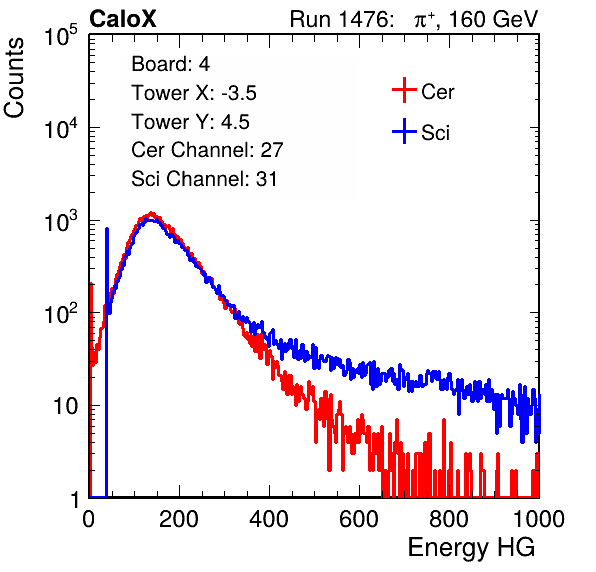 CaloX Run 1476: π⁺, 160 GeV
Counts
10⁵
10⁴
10³
10²
10
1
Board: 4
Tower X: -3.5
Tower Y: 4.5
Cer Channel: 27
Sci Channel: 31
Cer
Sci
0 200 400 600 800 1000
Energy HG